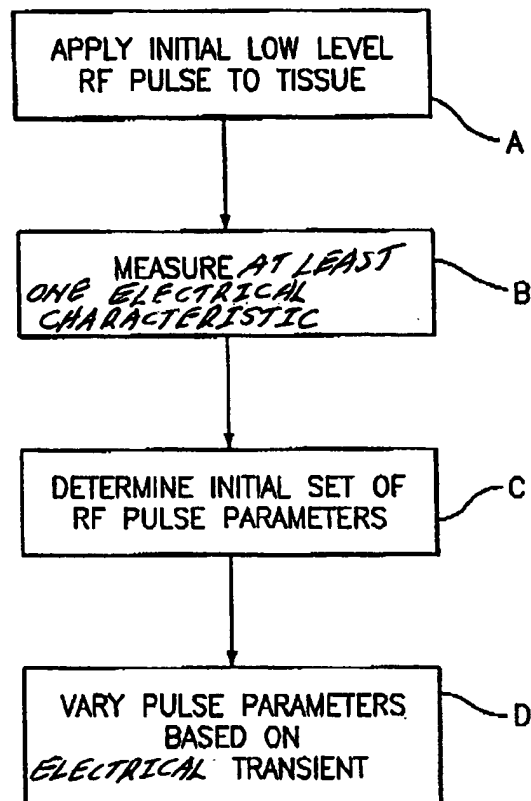 APPLY INITIAL LOW LEVEL
RF PULSE TO TISSUE
A
MEASURE AT LEAST
ONE ELECTRICAL
CHARACTERISTIC
B
DETERMINE INITIAL SET OF
RF PULSE PARAMETERS
C
VARY PULSE PARAMETERS
BASED ON
ELECTRICAL TRANSIENT
D